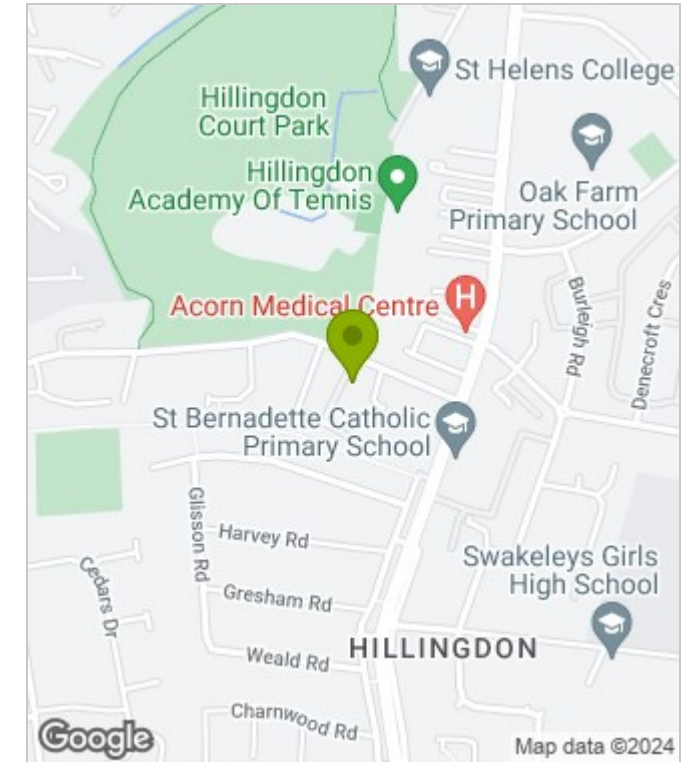 St Helens College
Hillingdon
Court Park
Hillingdon
Academy Of Tennis
Oak Farm
Primary School
Acorn Medical Centre
H
Burleigh Rd
Denecroft Cres
St Bernadette Catholic
Primary School
Glisson Rd
Harvey Rd
Cedars Dr
Swakeleys Girls
High School
Gresham Rd
HILLINGDON
Weald Rd
Charnwood Rd
Google
Map data ©2024